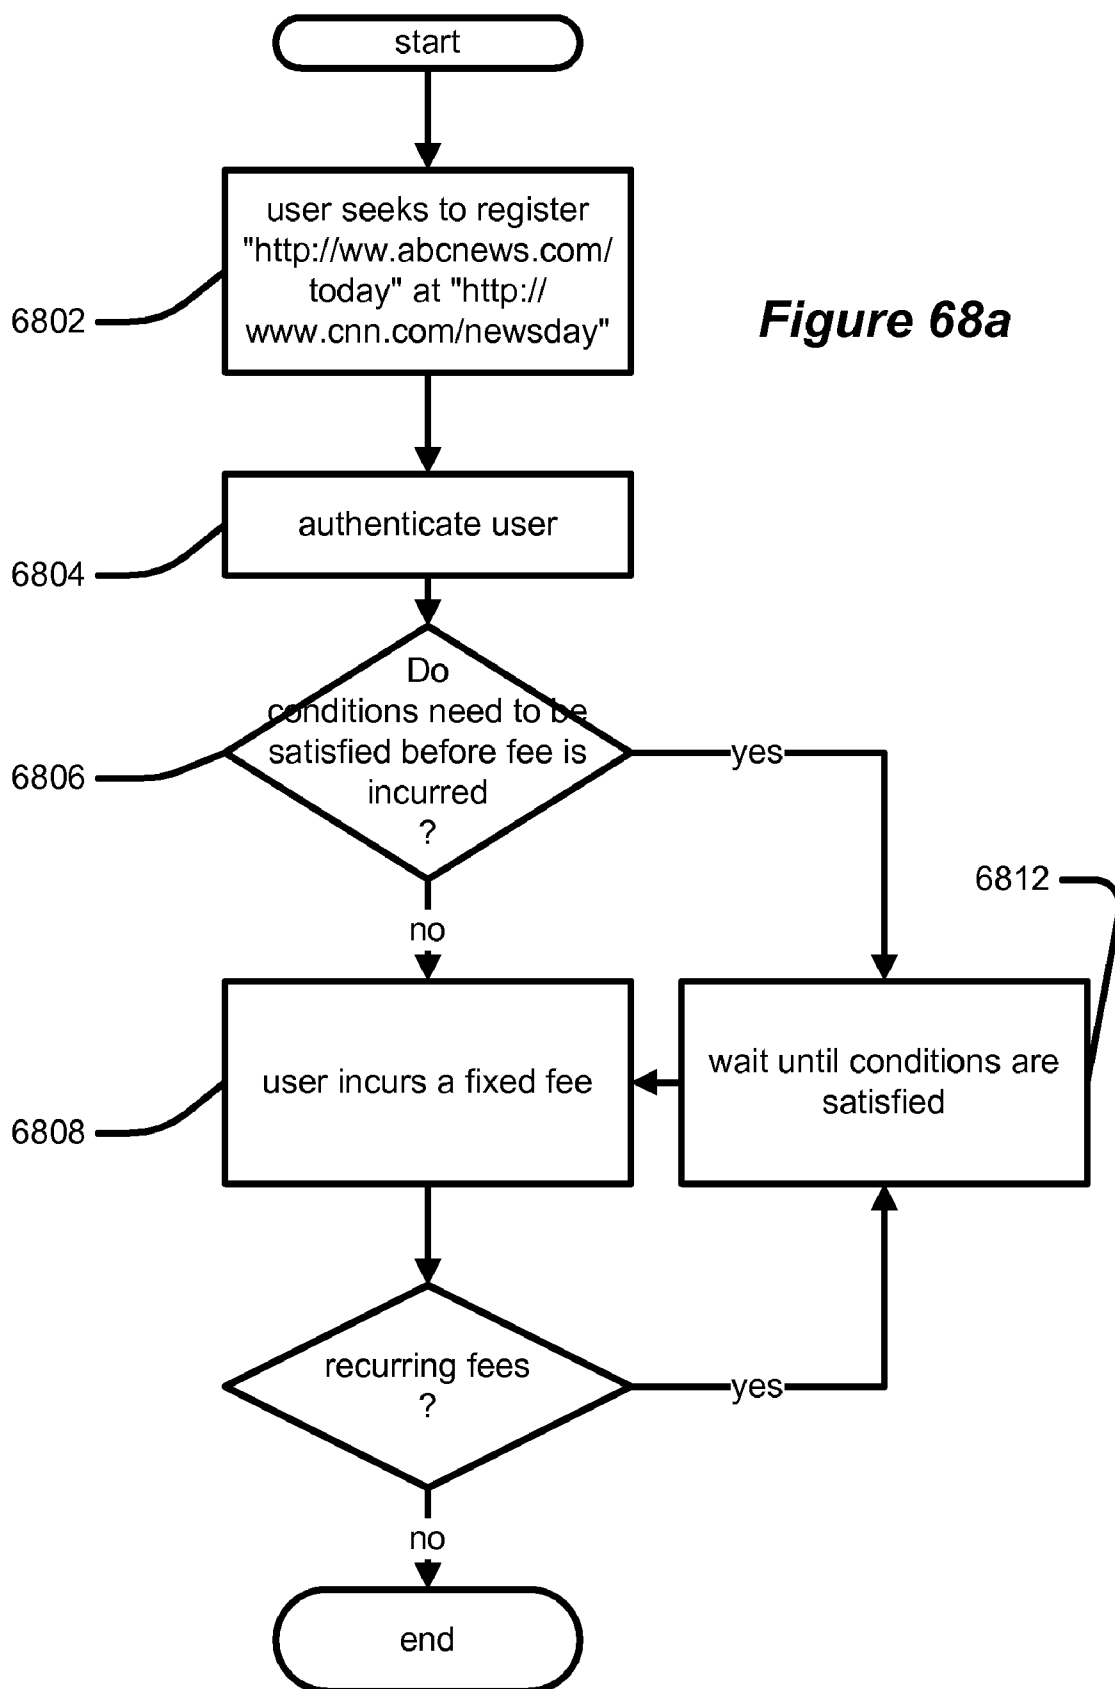 start
user seeks to register
"http://ww.abcnews.com/
today" at "http://
www.cnn.com/newsday"
6802
Figure 68a
authenticate user
6804
Do
conditions need to be
satisfied before fee is
incurred
?
yes
6806
6812
no
user incurs a fixed fee
wait until conditions are
satisfied
6808
recurring fees
?
yes
no
end